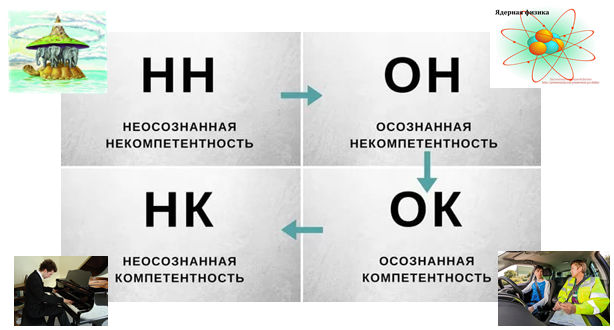 Ядерная физика
НН
НЕОСОЗНАННАЯ
НЕКОМПЕТЕНТНОСТЬ
ОН
ОСОЗНАННАЯ
НЕКОМПЕТЕНТНОСТЬ
НК
НЕОСОЗНАННАЯ
КОМПЕТЕНТНОСТЬ
ОК
ОСОЗНАННАЯ
КОМПЕТЕНТНОСТЬ